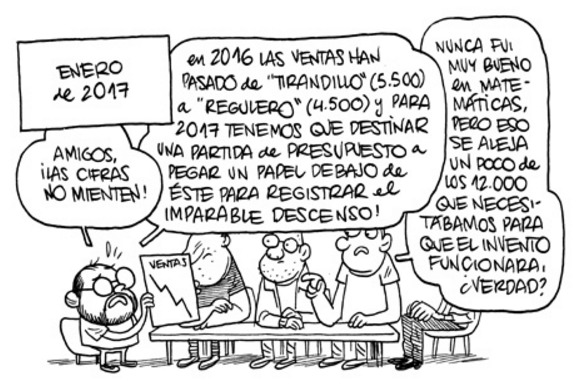 ENERO
de 2017
AMIGOS,
¡LAS CIFRAS
NO MIENTEN!
en 2016 LAS VENTAS HAN
PASADO de "TIRANDILLO" (5.500)
a "REGULERO" (4.500) y PARA
2017 TENEMOS QUE DESTINAR
UNA PARTIDA de PRESUPUESTO a
PEGAR UN PAPEL DEBAJO de
ÉSTE PARA REGISTRAR el
IMPARABLE DESCENSO!
NUNCA FUI
MUY BUENO
en MATE-
MÁTICAS,
PERO ESO
SE ALEJA
UN POCO de
LOS 12.000
QUE NECESI-
TÁBAMOS PARA
QUE EL INVENTO
FUNCIONARA,
¿VERDAD?
VENTAS